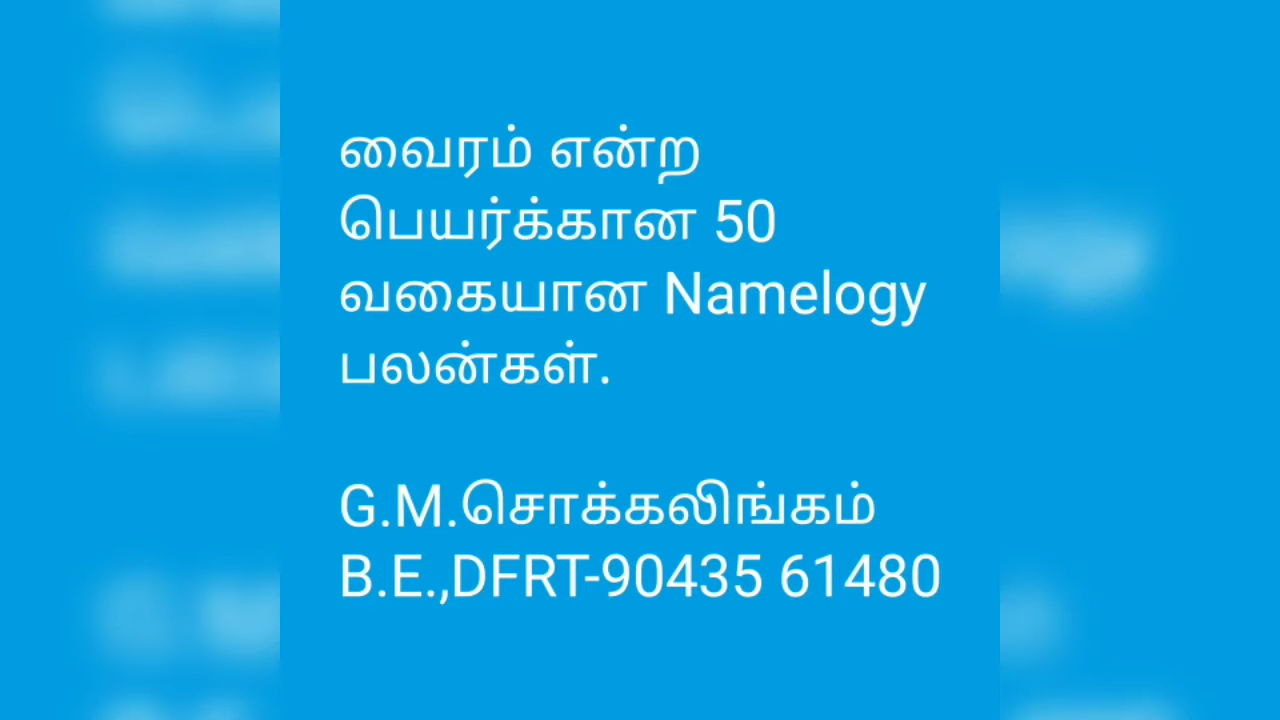 வைரம் என்ற
பெயர்க்கான 50
வகையான Namelogy
பலன்கள்.
G.M.சொக்கலிங்கம்
B.E.,DFRT-90435 61480